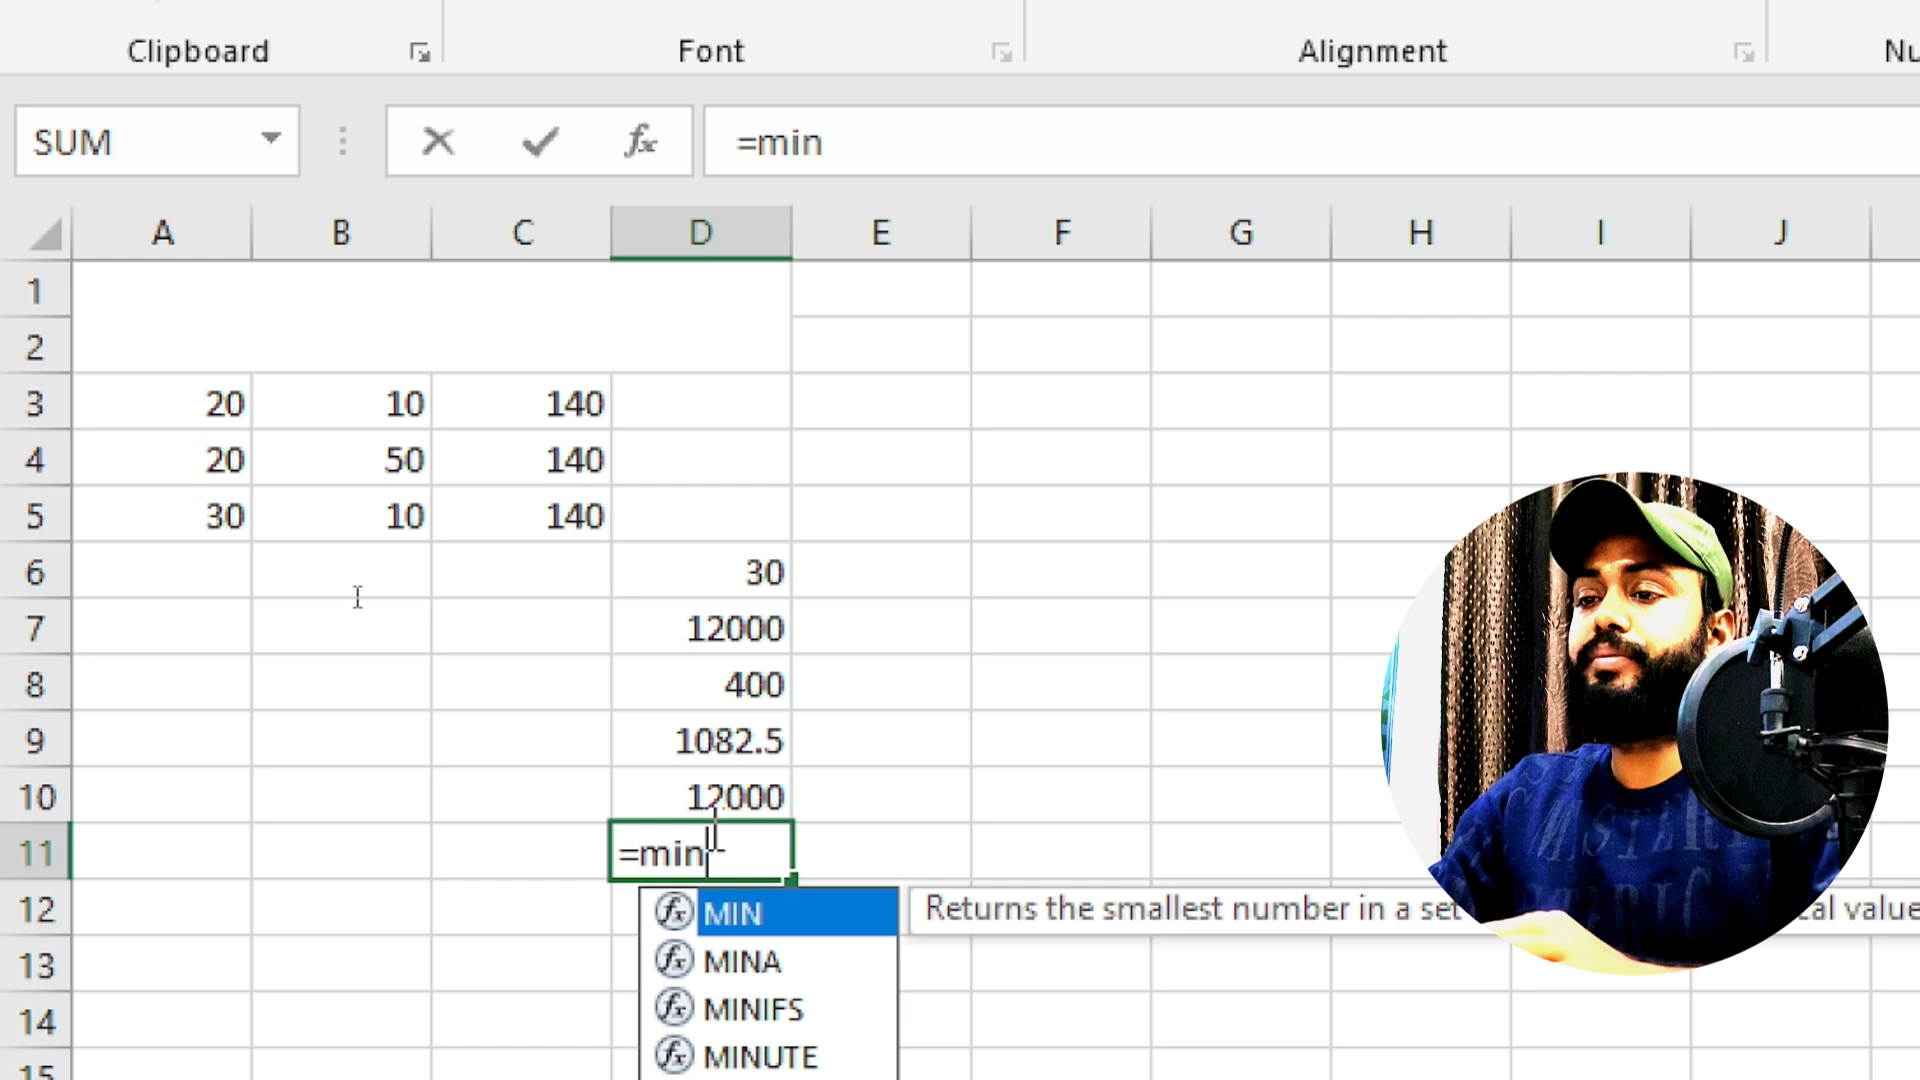 Clipboard Font Alignment
SUM =min
A B C D E F G H I J
1
2
3 20 10 140
4 20 50 140
5 30 10 140
6 30
7 12000
8 400
9 1082.5
10 12000
11 =min
12 MIN Returns the smallest number in a set
13 MINA
14 MINIFS
15 MINUTE